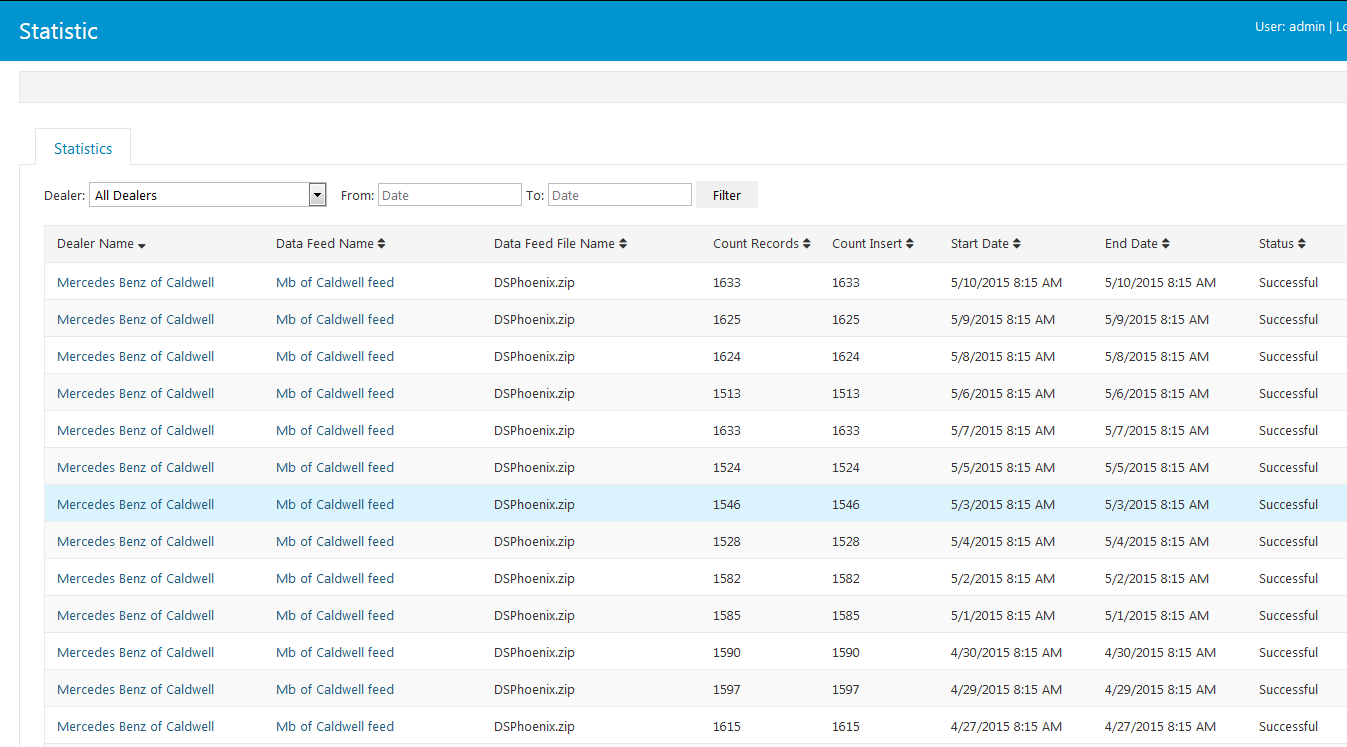 Statistic
User: admin | Lo
Statistics
Dealer: All Dealers From: Date To: Date Filter
Dealer Name Data Feed Name Data Feed File Name Count Records Count Insert Start Date End Date Status
Mercedes Benz of Caldwell Mb of Caldwell feed DSPhoenix.zip 1633 1633 5/10/2015 8:15 AM 5/10/2015 8:15 AM Successful
Mercedes Benz of Caldwell Mb of Caldwell feed DSPhoenix.zip 1625 1625 5/9/2015 8:15 AM 5/9/2015 8:15 AM Successful
Mercedes Benz of Caldwell Mb of Caldwell feed DSPhoenix.zip 1624 1624 5/8/2015 8:15 AM 5/8/2015 8:15 AM Successful
Mercedes Benz of Caldwell Mb of Caldwell feed DSPhoenix.zip 1513 1513 5/6/2015 8:15 AM 5/6/2015 8:15 AM Successful
Mercedes Benz of Caldwell Mb of Caldwell feed DSPhoenix.zip 1633 1633 5/7/2015 8:15 AM 5/7/2015 8:15 AM Successful
Mercedes Benz of Caldwell Mb of Caldwell feed DSPhoenix.zip 1524 1524 5/5/2015 8:15 AM 5/5/2015 8:15 AM Successful
Mercedes Benz of Caldwell Mb of Caldwell feed DSPhoenix.zip 1546 1546 5/3/2015 8:15 AM 5/3/2015 8:15 AM Successful
Mercedes Benz of Caldwell Mb of Caldwell feed DSPhoenix.zip 1528 1528 5/4/2015 8:15 AM 5/4/2015 8:15 AM Successful
Mercedes Benz of Caldwell Mb of Caldwell feed DSPhoenix.zip 1582 1582 5/2/2015 8:15 AM 5/2/2015 8:15 AM Successful
Mercedes Benz of Caldwell Mb of Caldwell feed DSPhoenix.zip 1585 1585 5/1/2015 8:15 AM 5/1/2015 8:15 AM Successful
Mercedes Benz of Caldwell Mb of Caldwell feed DSPhoenix.zip 1590 1590 4/30/2015 8:15 AM 4/30/2015 8:15 AM Successful
Mercedes Benz of Caldwell Mb of Caldwell feed DSPhoenix.zip 1597 1597 4/29/2015 8:15 AM 4/29/2015 8:15 AM Successful
Mercedes Benz of Caldwell Mb of Caldwell feed DSPhoenix.zip 1615 1615 4/27/2015 8:15 AM 4/27/2015 8:15 AM Successful